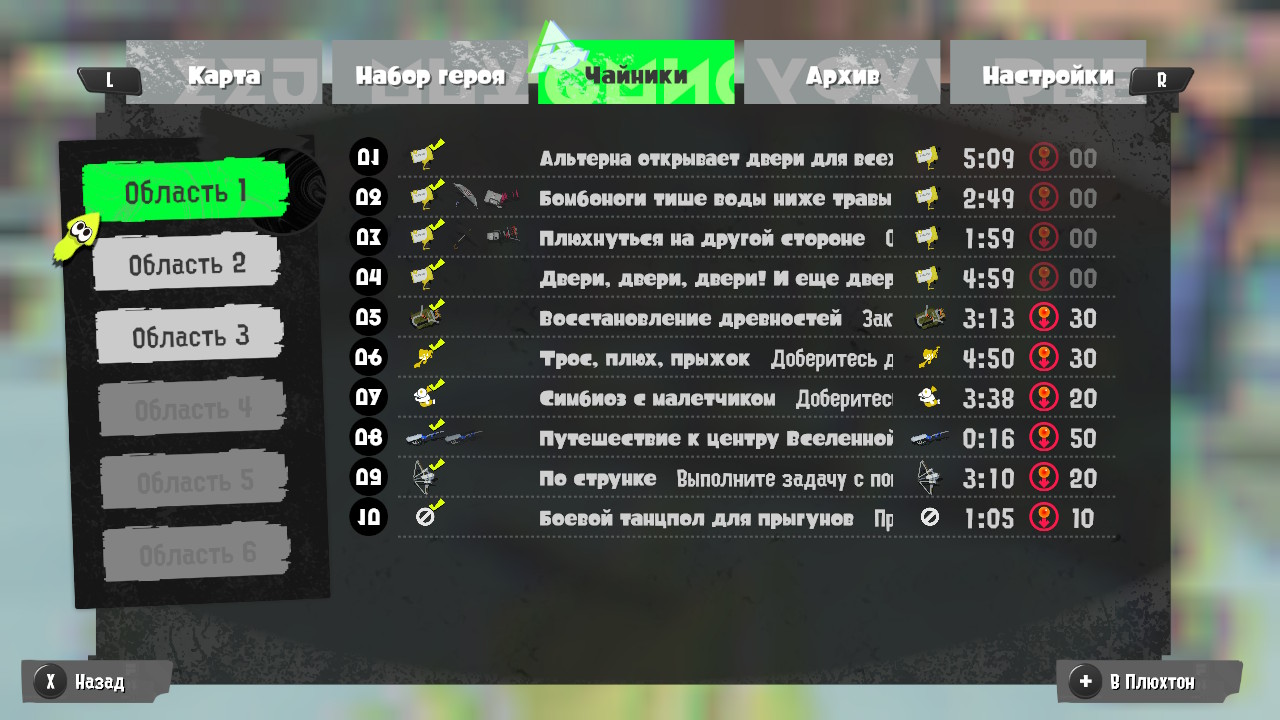 L Карта Набор героя Чайники Архив Настройки R
Область 1
Область 2
Область 3
Область 4
Область 5
Область 6
01 Альтерна открывает двери для всех 5:09 00
02 Бомбоноги тише воды ниже травы 2:49 00
03 Плюхнуться на другой стороне 1:59 00
04 Двери, двери, двери! И еще двер 4:59 00
05 Восстановление древностей Зак 3:13 30
06 Трос, плюх, прыжок Доберитесь д 4:50 30
07 Симбиоз с малетчиком Доберитес 3:38 20
08 Путешествие к центру Вселенной 0:16 50
09 По струнке Выполните задачу с по 3:10 20
10 Боевой танцпол для прыгунов Пр 1:05 10
X Назад
+ В Плюхтон